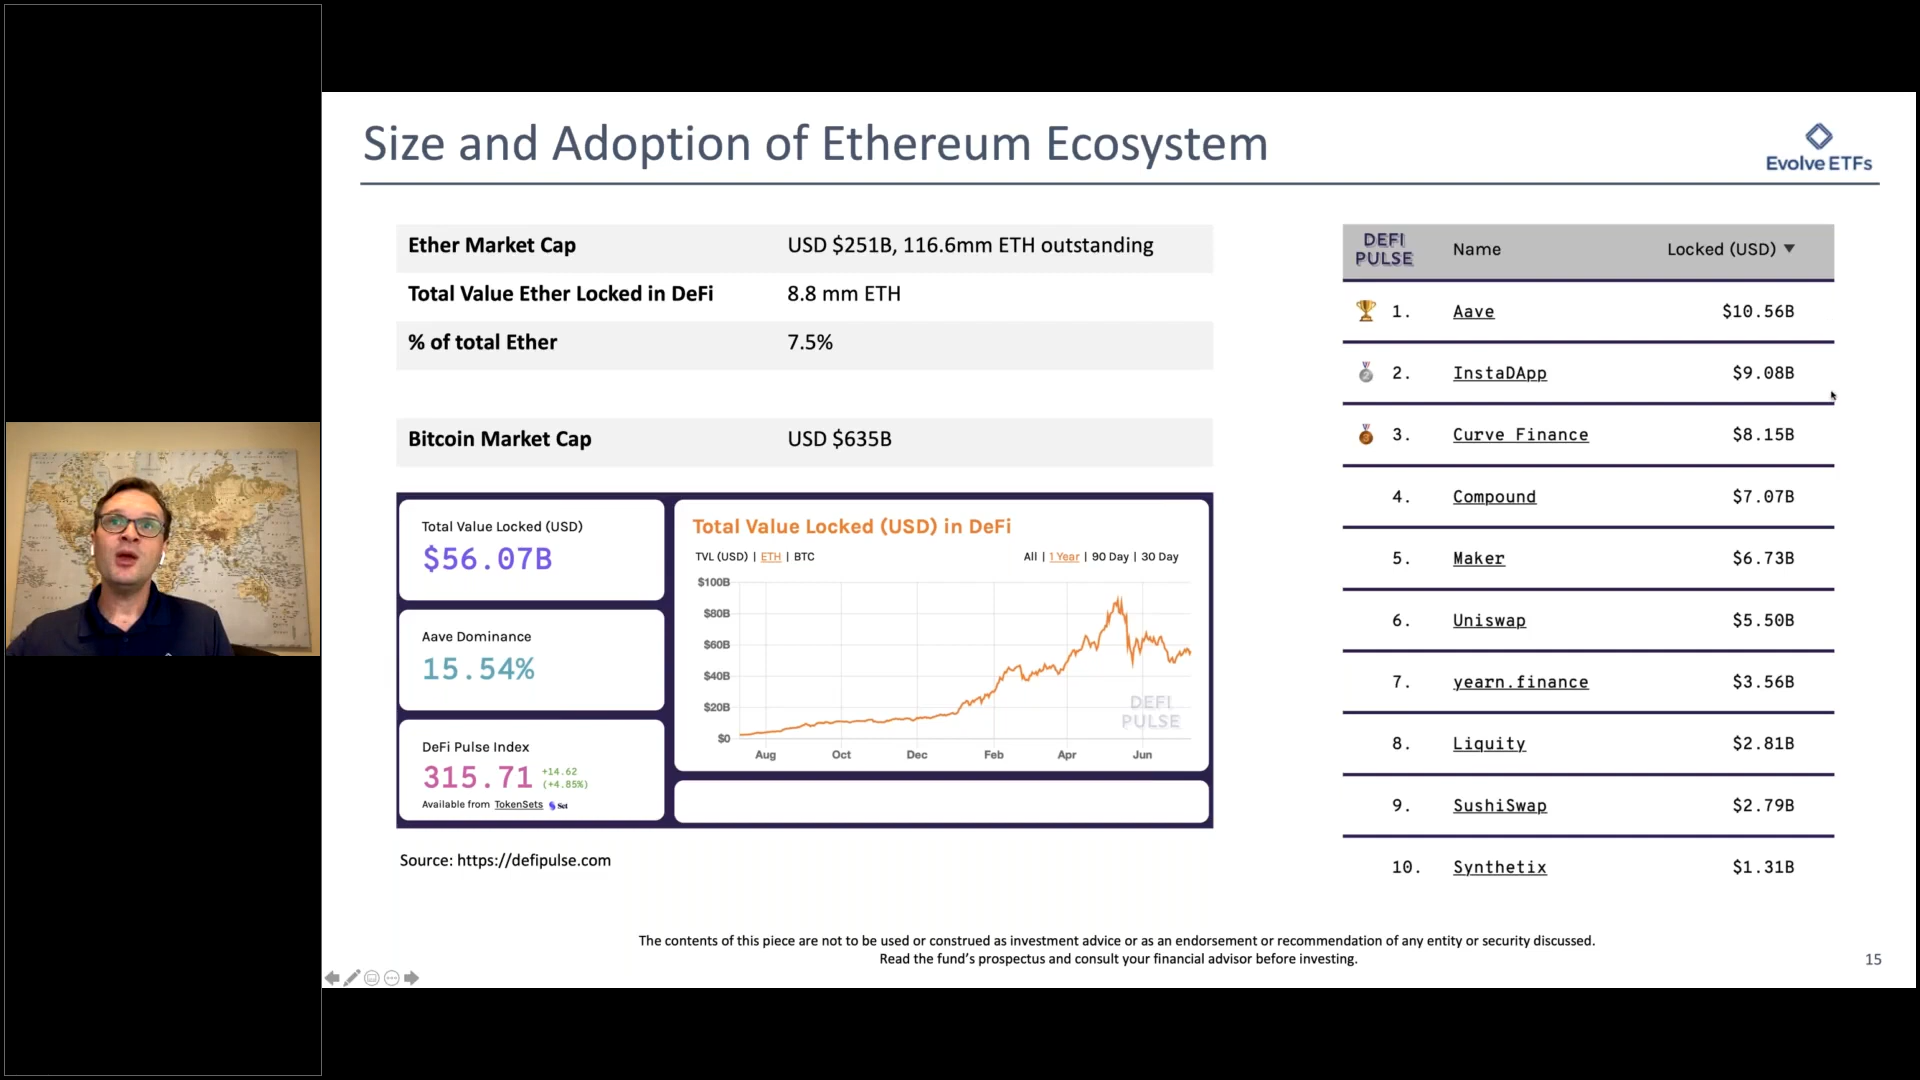 Size and Adoption of Ethereum Ecosystem
Evolve ETFs
Ether Market Cap USD $251B, 116.6mm ETH outstanding
Total Value Ether Locked in DeFi 8.8 mm ETH
% of total Ether 7.5%
Bitcoin Market Cap USD $635B
Total Value Locked (USD)
$56.07B
Aave Dominance
15.54%
DeFi Pulse Index
315.71 +14.62 (+4.85%)
Available from TokenSets Set
Total Value Locked (USD) in DeFi
TVL (USD) | ETH | BTC All | 1 Year | 90 Day | 30 Day
$100B
$80B
$60B
$40B
$20B
$0
Aug Oct Dec Feb Apr Jun
DEFI
PULSE
Source: https://defipulse.com
DEFI PULSE Name Locked (USD) ▼
1. Aave $10.56B
2. InstaDApp $9.08B
3. Curve Finance $8.15B
4. Compound $7.07B
5. Maker $6.73B
6. Uniswap $5.50B
7. yearn.finance $3.56B
8. Liquity $2.81B
9. SushiSwap $2.79B
10. Synthetix $1.31B
The contents of this piece are not to be used or construed as investment advice or as an endorsement or recommendation of any entity or security discussed.
Read the fund's prospectus and consult your financial advisor before investing.
15